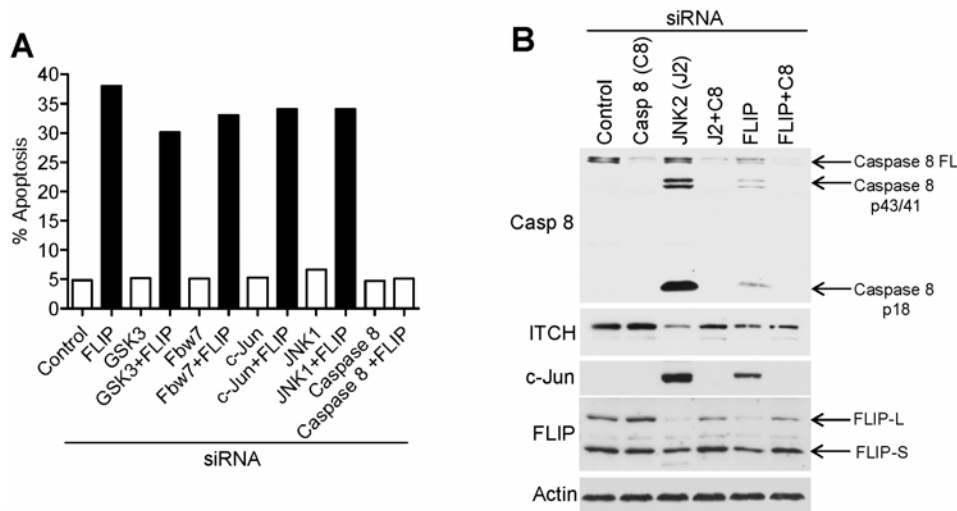 A
% Apoptosis
40
35
30
25
20
15
10
5
0
Control
FLIP
GSK3
GSK3+FLIP
Fbw7
Fbw7+FLIP
c-Jun
c-Jun+FLIP
JNK1
JNK1+FLIP
Caspase 8
Caspase 8 +FLIP
siRNA
B
siRNA
Control
Casp 8 (C8)
JNK2 (J2)
J2+C8
FLIP
FLIP+C8
Casp 8
Caspase 8 FL
Caspase 8
p43/41
Caspase 8
p18
ITCH
c-Jun
FLIP
FLIP-L
FLIP-S
Actin